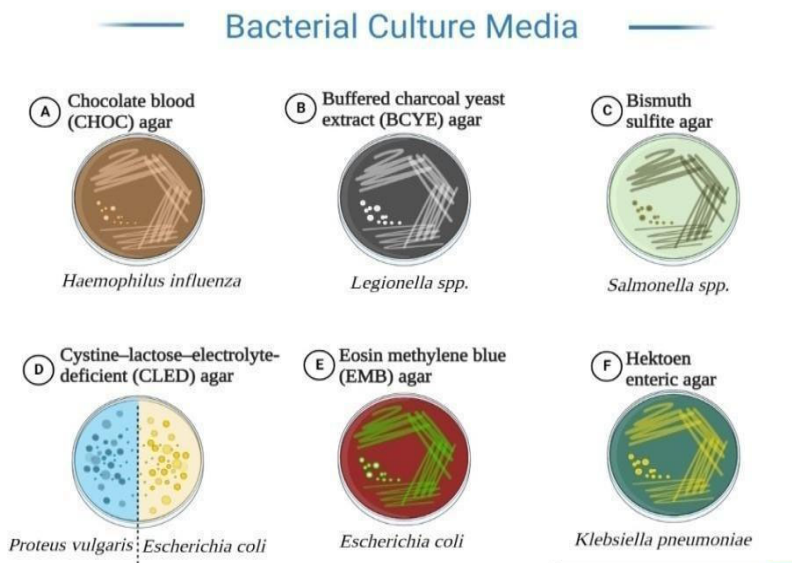 Bacterial Culture Media
A Chocolate blood
(CHOC) agar
Haemophilus influenza
B Buffered charcoal yeast
extract (BCYE) agar
Legionella spp.
C Bismuth
sulfite agar
Salmonella spp.
D Cystine–lactose–electrolyte-
deficient (CLED) agar
Proteus vulgaris Escherichia coli
E Eosin methylene blue
(EMB) agar
Escherichia coli
F Hektoen
enteric agar
Klebsiella pneumoniae